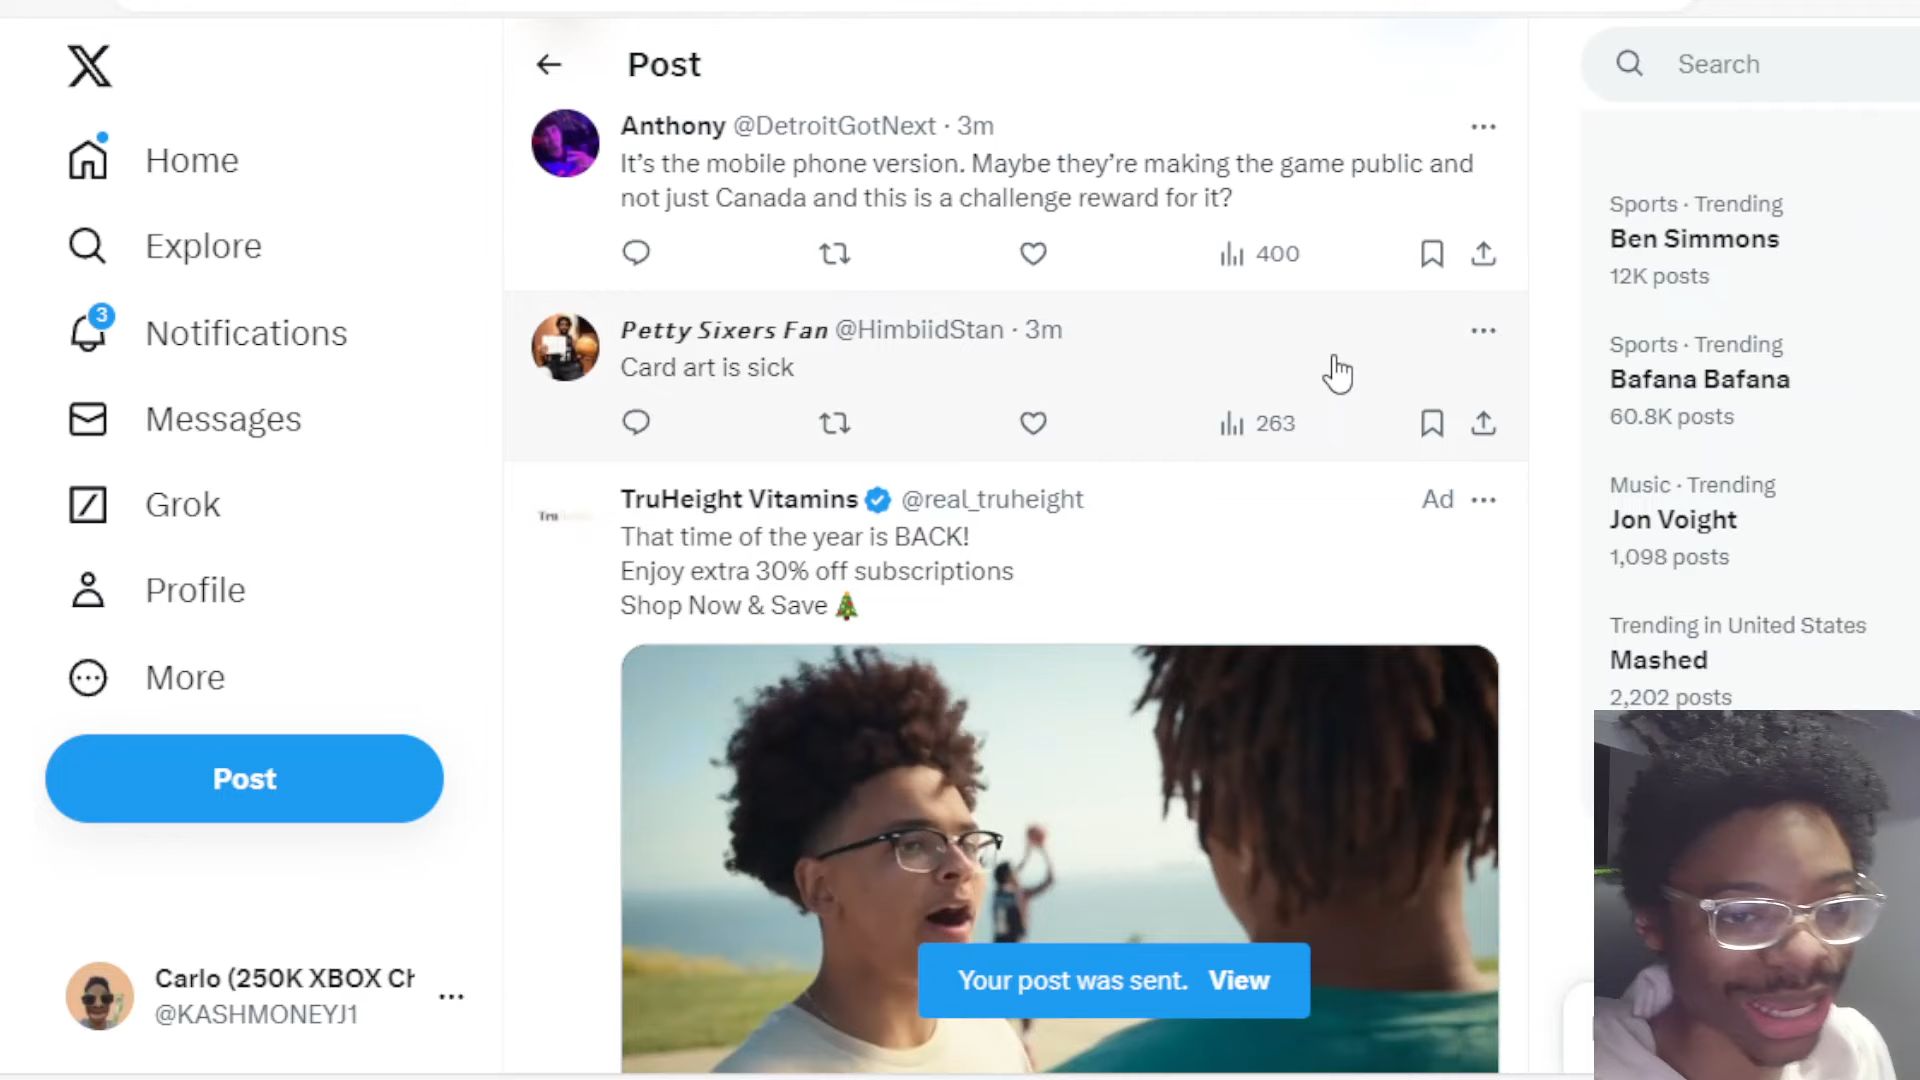 Post
Search
Home
Explore
3
Notifications
Messages
Grok
Profile
More
Post
Carlo (250K XBOX Ch
@KASHMONEYJ1
Anthony @DetroitGotNext · 3m
It's the mobile phone version. Maybe they're making the game public and
not just Canada and this is a challenge reward for it?
400
Petty Sixers Fan @HimbiidStan · 3m
Card art is sick
263
Tru
TruHeight Vitamins @real_truheight Ad
That time of the year is BACK!
Enjoy extra 30% off subscriptions
Shop Now & Save 🎄
Your post was sent. View
Sports · Trending
Ben Simmons
12K posts
Sports · Trending
Bafana Bafana
60.8K posts
Music · Trending
Jon Voight
1,098 posts
Trending in United States
Mashed
2,202 posts